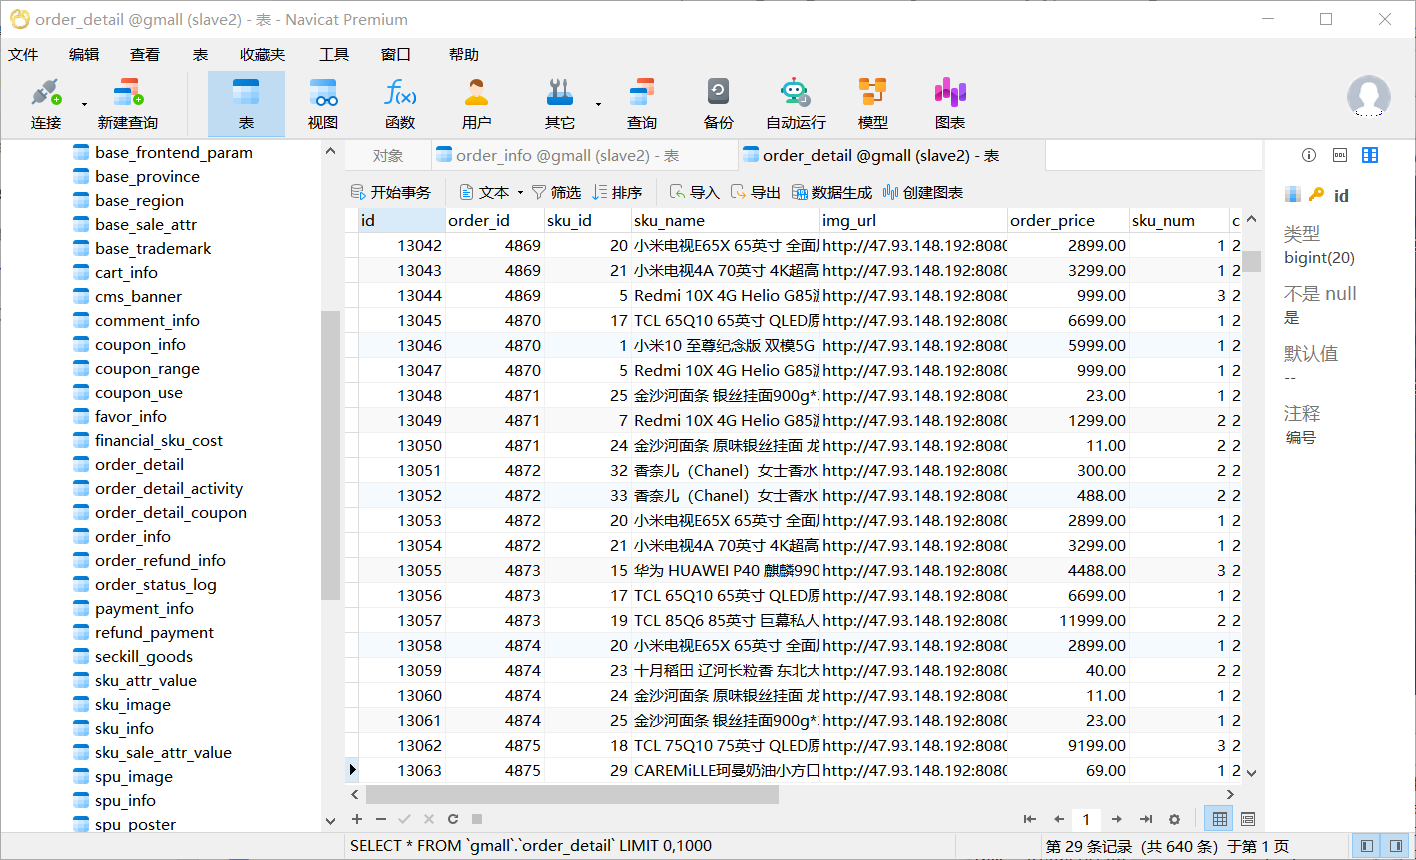 order_detail @gmall (slave2) - 表 - Navicat Premium
文件 编辑 查看 表 收藏夹 工具 窗口 帮助
连接 新建查询 表 视图 函数 用户 其它 查询 备份 自动运行 模型 图表
base_frontend_param
base_province
base_region
base_sale_attr
base_trademark
cart_info
cms_banner
comment_info
coupon_info
coupon_range
coupon_use
favor_info
financial_sku_cost
order_detail
order_detail_activity
order_detail_coupon
order_info
order_refund_info
order_status_log
payment_info
refund_payment
seckill_goods
sku_attr_value
sku_image
sku_info
sku_sale_attr_value
spu_image
spu_info
spu_poster
对象 order_info @gmall (slave2) - 表 order_detail @gmall (slave2) - 表
开始事务 文本 筛选 排序 导入 导出 数据生成 创建图表
id order_id sku_id sku_name img_url order_price sku_num c
13042 4869 20 小米电视E65X 65英寸 全面 http://47.93.148.192:8080 2899.00 1 2
13043 4869 21 小米电视4A 70英寸 4K超高 http://47.93.148.192:8080 3299.00 1 2
13044 4869 5 Redmi 10X 4G Helio G85 http://47.93.148.192:8080 999.00 3 2
13045 4870 17 TCL 65Q10 65英寸 QLED原 http://47.93.148.192:8080 6699.00 1 2
13046 4870 1 小米10 至尊纪念版 双模5G http://47.93.148.192:8080 5999.00 1 2
13047 4870 5 Redmi 10X 4G Helio G85 http://47.93.148.192:8080 999.00 1 2
13048 4871 25 金沙河面条 银丝挂面900g* http://47.93.148.192:8080 23.00 1 2
13049 4871 7 Redmi 10X 4G Helio G85 http://47.93.148.192:8080 1299.00 2 2
13050 4871 24 金沙河面条 原味银丝挂面 龙 http://47.93.148.192:8080 11.00 2 2
13051 4872 32 香奈儿（Chanel）女士香水 http://47.93.148.192:8080 300.00 2 2
13052 4872 33 香奈儿（Chanel）女士香水 http://47.93.148.192:8080 488.00 2 2
13053 4872 20 小米电视E65X 65英寸 全面 http://47.93.148.192:8080 2899.00 1 2
13054 4872 21 小米电视4A 70英寸 4K超高 http://47.93.148.192:8080 3299.00 1 2
13055 4873 15 华为 HUAWEI P40 麒麟990 http://47.93.148.192:8080 4488.00 3 2
13056 4873 17 TCL 65Q10 65英寸 QLED原 http://47.93.148.192:8080 6699.00 1 2
13057 4873 19 TCL 85Q6 85英寸 巨幕私人 http://47.93.148.192:8080 11999.00 2 2
13058 4874 20 小米电视E65X 65英寸 全面 http://47.93.148.192:8080 2899.00 1 2
13059 4874 23 十月稻田 辽河长粒香 东北大 http://47.93.148.192:8080 40.00 2 2
13060 4874 24 金沙河面条 原味银丝挂面 龙 http://47.93.148.192:8080 11.00 1 2
13061 4874 25 金沙河面条 银丝挂面900g* http://47.93.148.192:8080 23.00 1 2
13062 4875 18 TCL 75Q10 75英寸 QLED原 http://47.93.148.192:8080 9199.00 3 2
13063 4875 29 CAREMiLLE珂曼奶油小方口 http://47.93.148.192:8080 69.00 1 2
1
DDL
id
类型
bigint(20)
不是 null
是
默认值
--
注释
编号
SELECT * FROM `gmall`.`order_detail` LIMIT 0,1000
第 29 条记录（共 640 条）于第 1 页